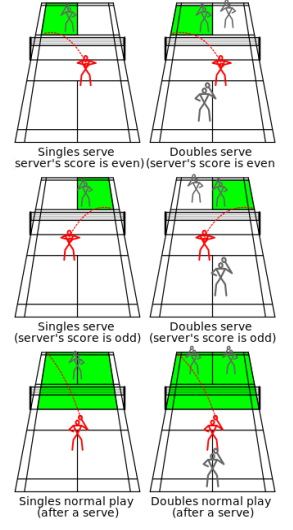 Singles serve
server's score is even)
Doubles serve
(server's score is even
Singles serve
(server's score is odd)
Doubles serve
(server's score is odd)
Singles normal play
(after a serve)
Doubles normal play
(after a serve)